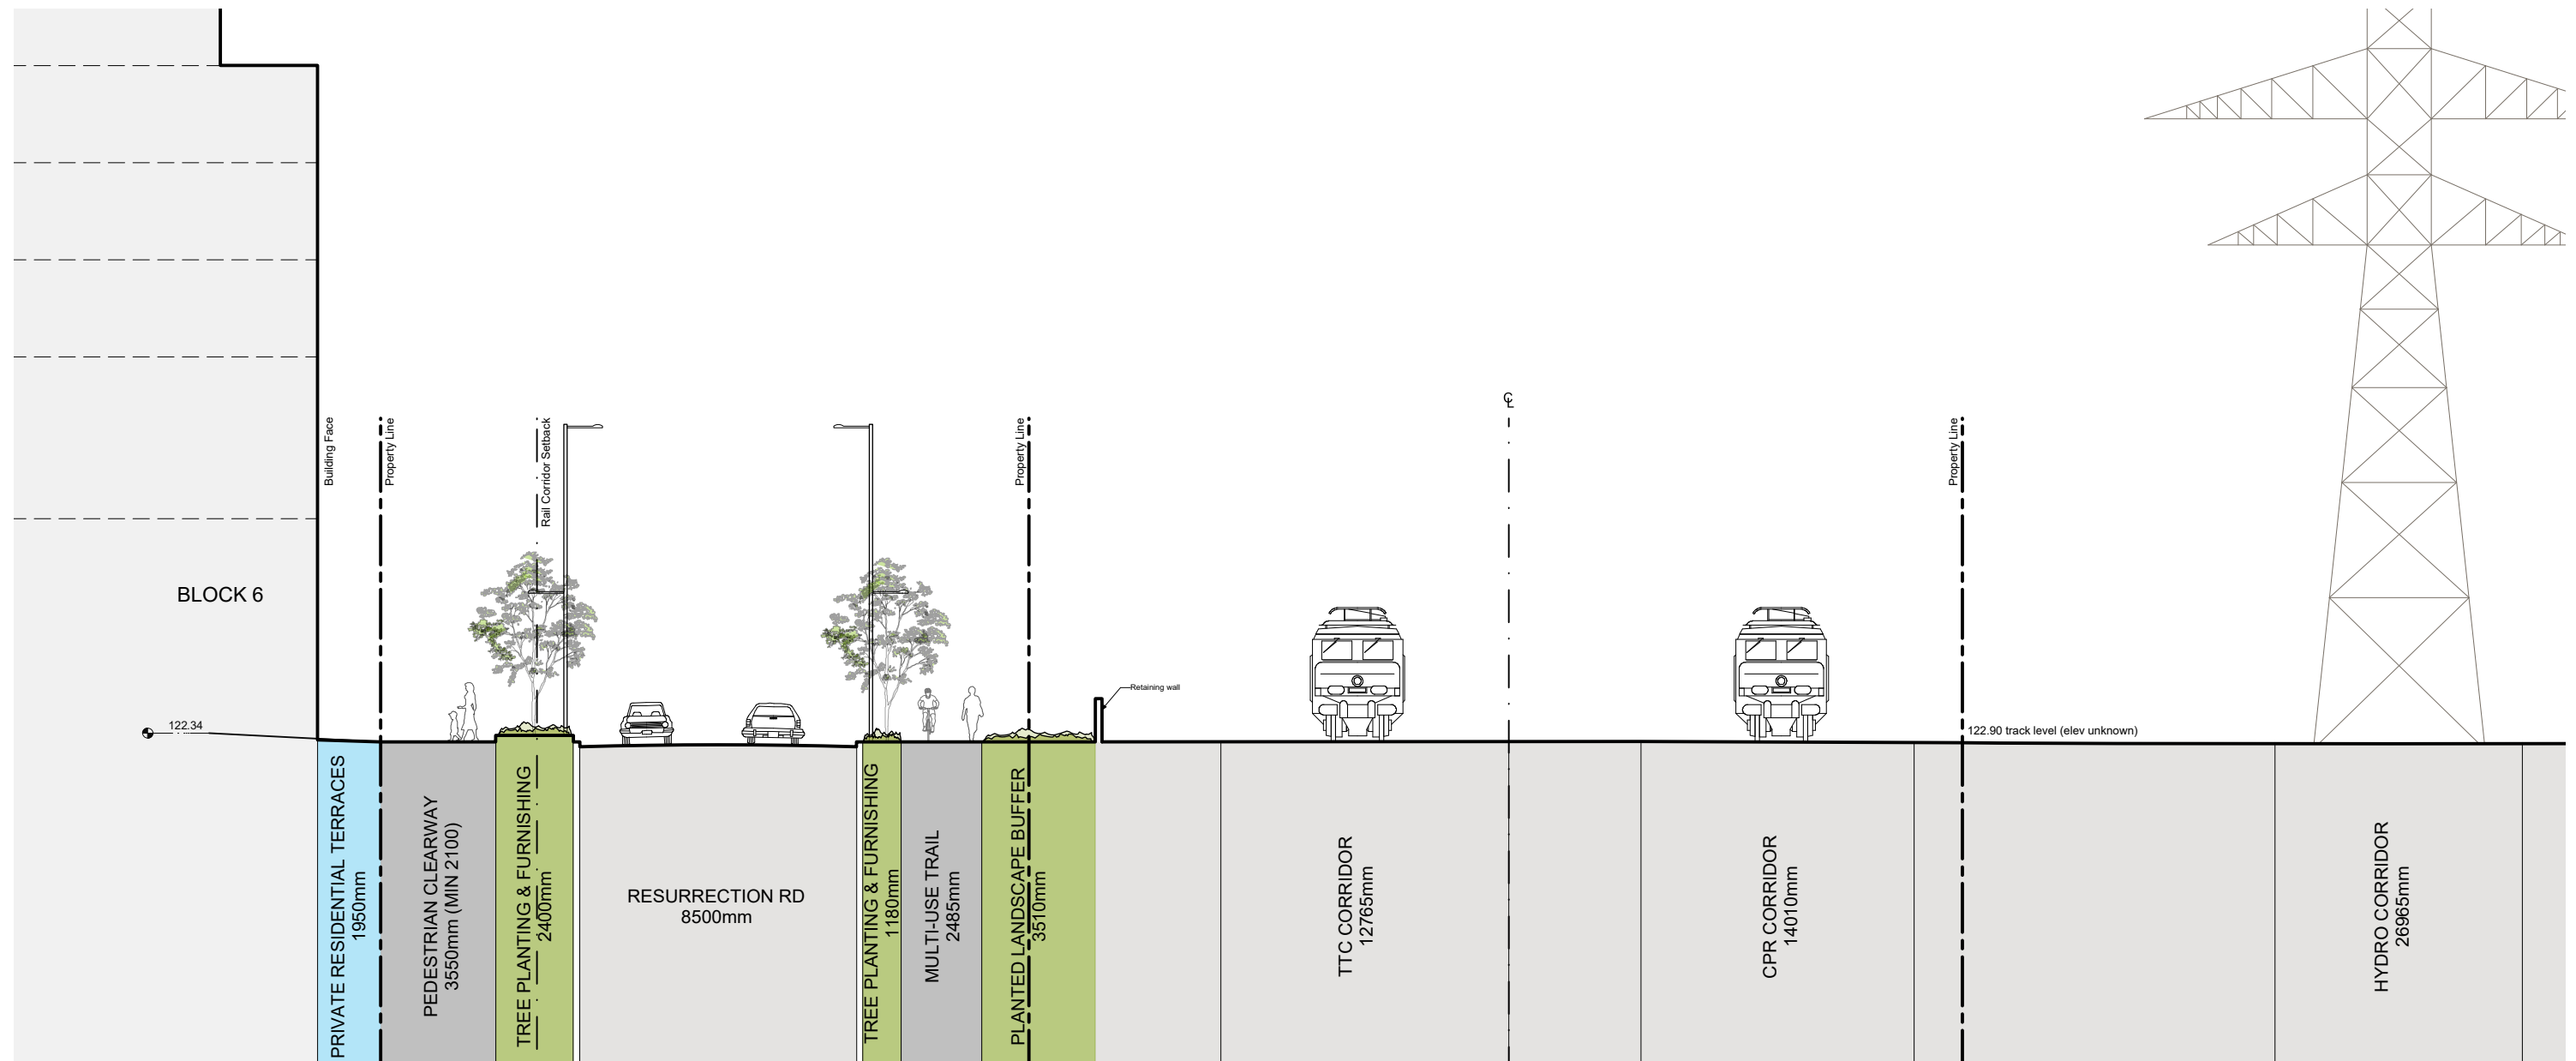 Building Face
Property Line
Rail Corridor Setback
Property Line
℄
Property Line
BLOCK 6
Retaining wall
122.34
122.90 track level (elev unknown)
PRIVATE RESIDENTIAL TERRACES
1950mm
PEDESTRIAN CLEARWAY
3550mm (MIN 2100)
TREE PLANTING & FURNISHING
2400mm
RESURRECTION RD
8500mm
TREE PLANTING & FURNISHING
1180mm
MULTI-USE TRAIL
2485mm
PLANTED LANDSCAPE BUFFER
3510mm
TTC CORRIDOR
12765mm
CPR CORRIDOR
14010mm
HYDRO CORRIDOR
26965mm